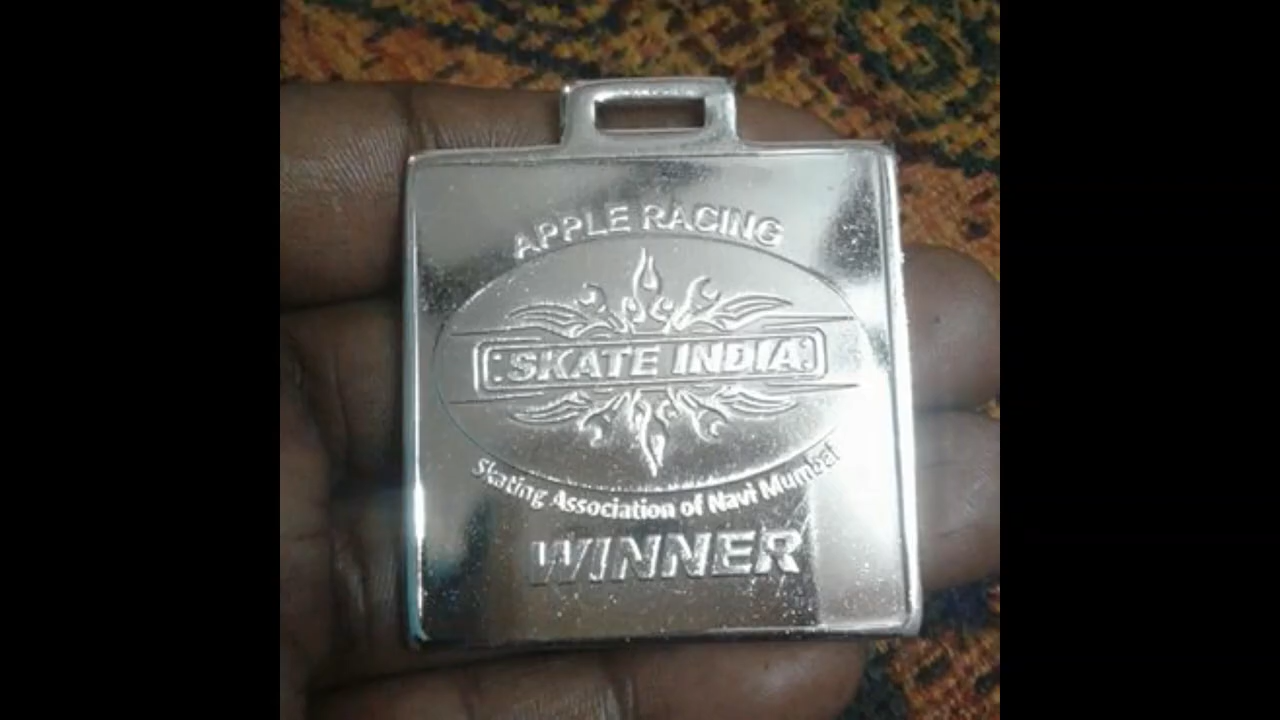 APPLE RACING
SKATE INDIA
Skating Association of Navi Mumbai
WINNER